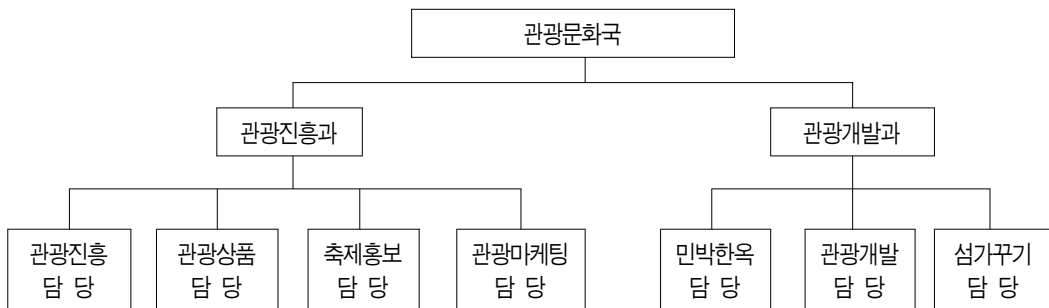 관광문화국
관광진흥과
관광개발과
관광진흥
담 당
관광상품
담 당
축제홍보
담 당
관광마케팅
담 당
민박한옥
담 당
관광개발
담 당
섬가꾸기
담 당